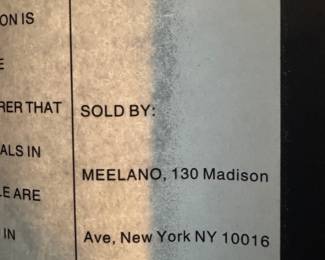 ON IS
E
RER THAT
ALS IN
LE ARE
IN
SOLD BY:
MEELANO, 130 Madison
Ave, New York NY 10016